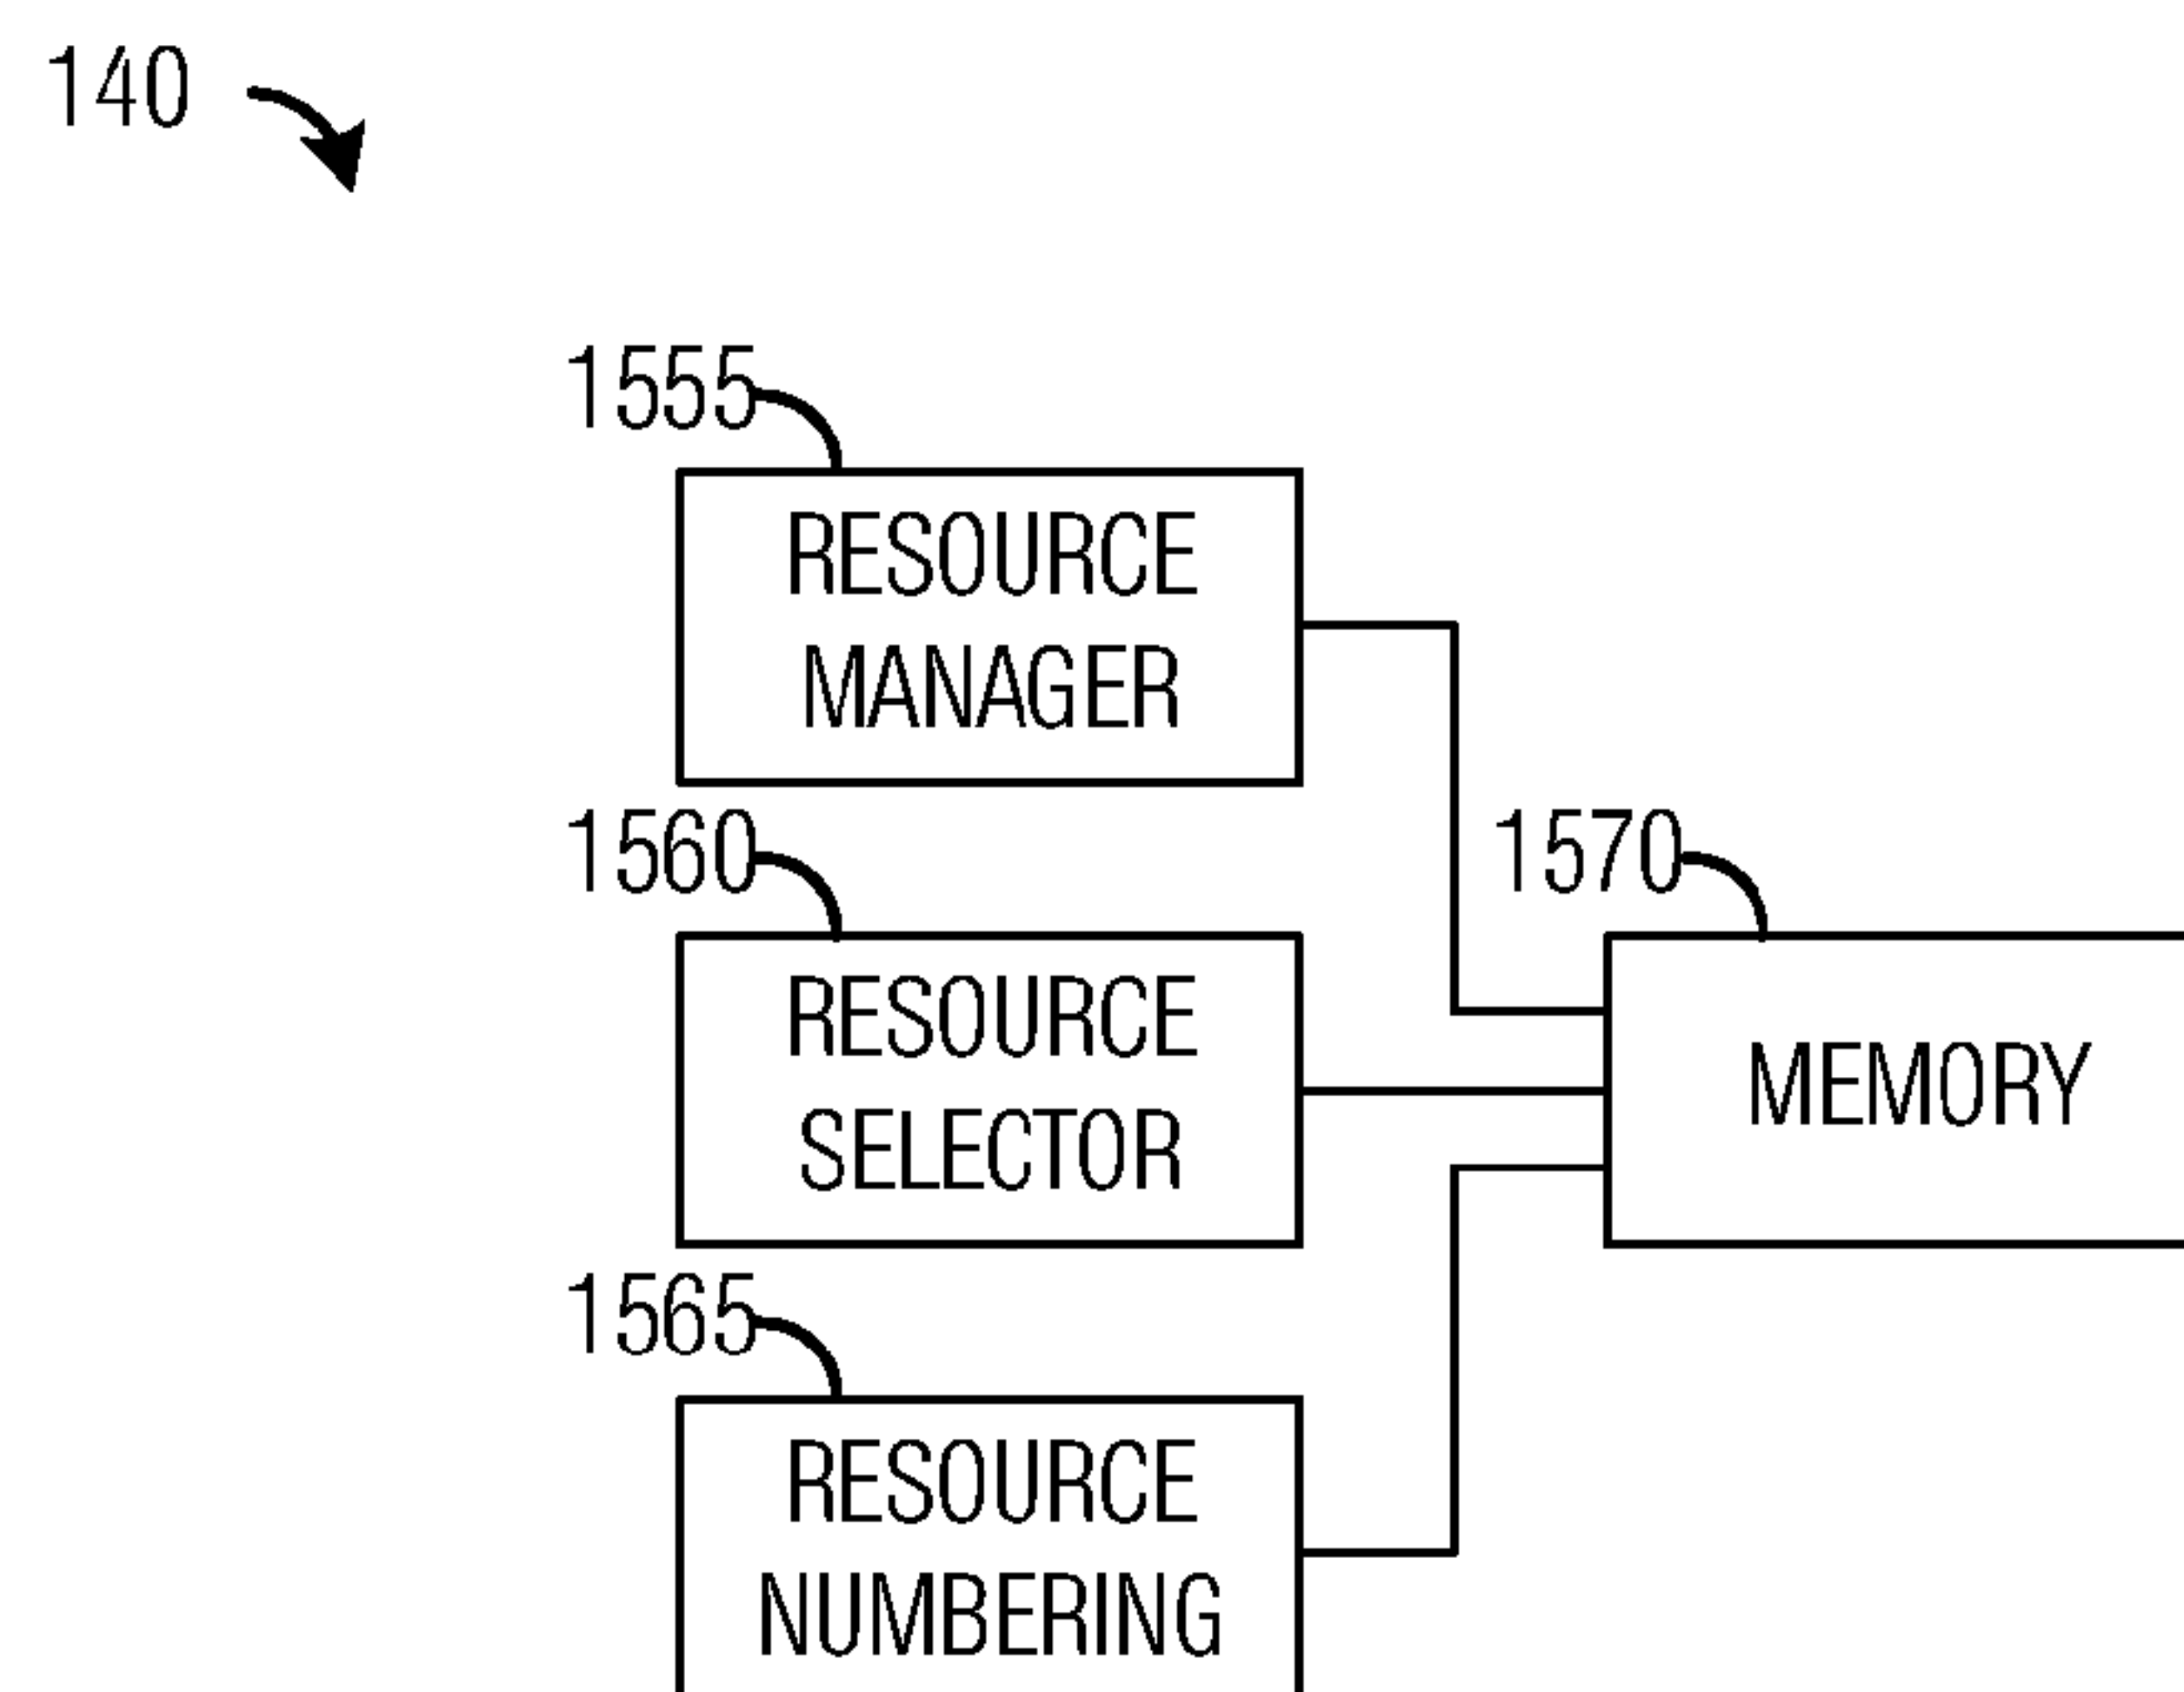 140
1555
RESOURCE
MANAGER
1560
1570
RESOURCE
SELECTOR
MEMORY
1565
RESOURCE
NUMBERING